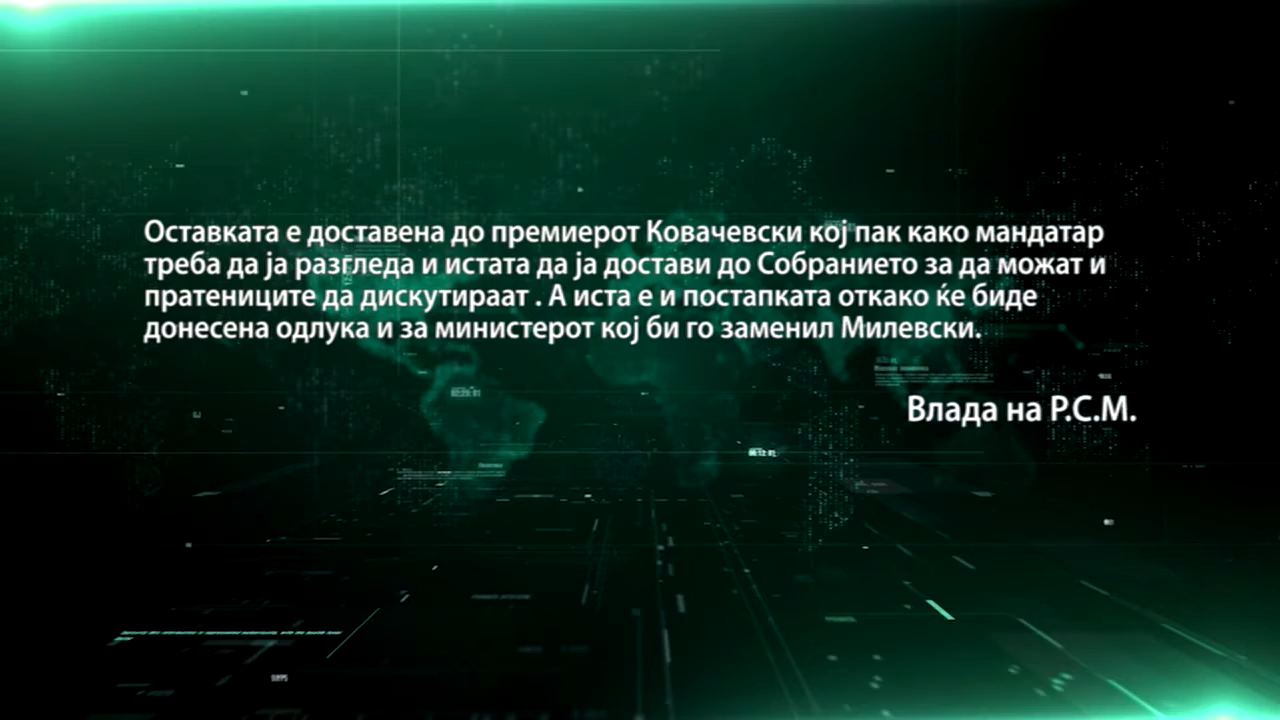 Оставката е доставена до премиерот Ковачевски кој пак како мандатар
треба да ја разгледа и истата да ја достави до Собранието за да можат и
пратениците да дискутираат . А иста е и постапката откако ќе биде
донесена одлука и за министерот кој би го заменил Милевски.
Влада на Р.С.М.